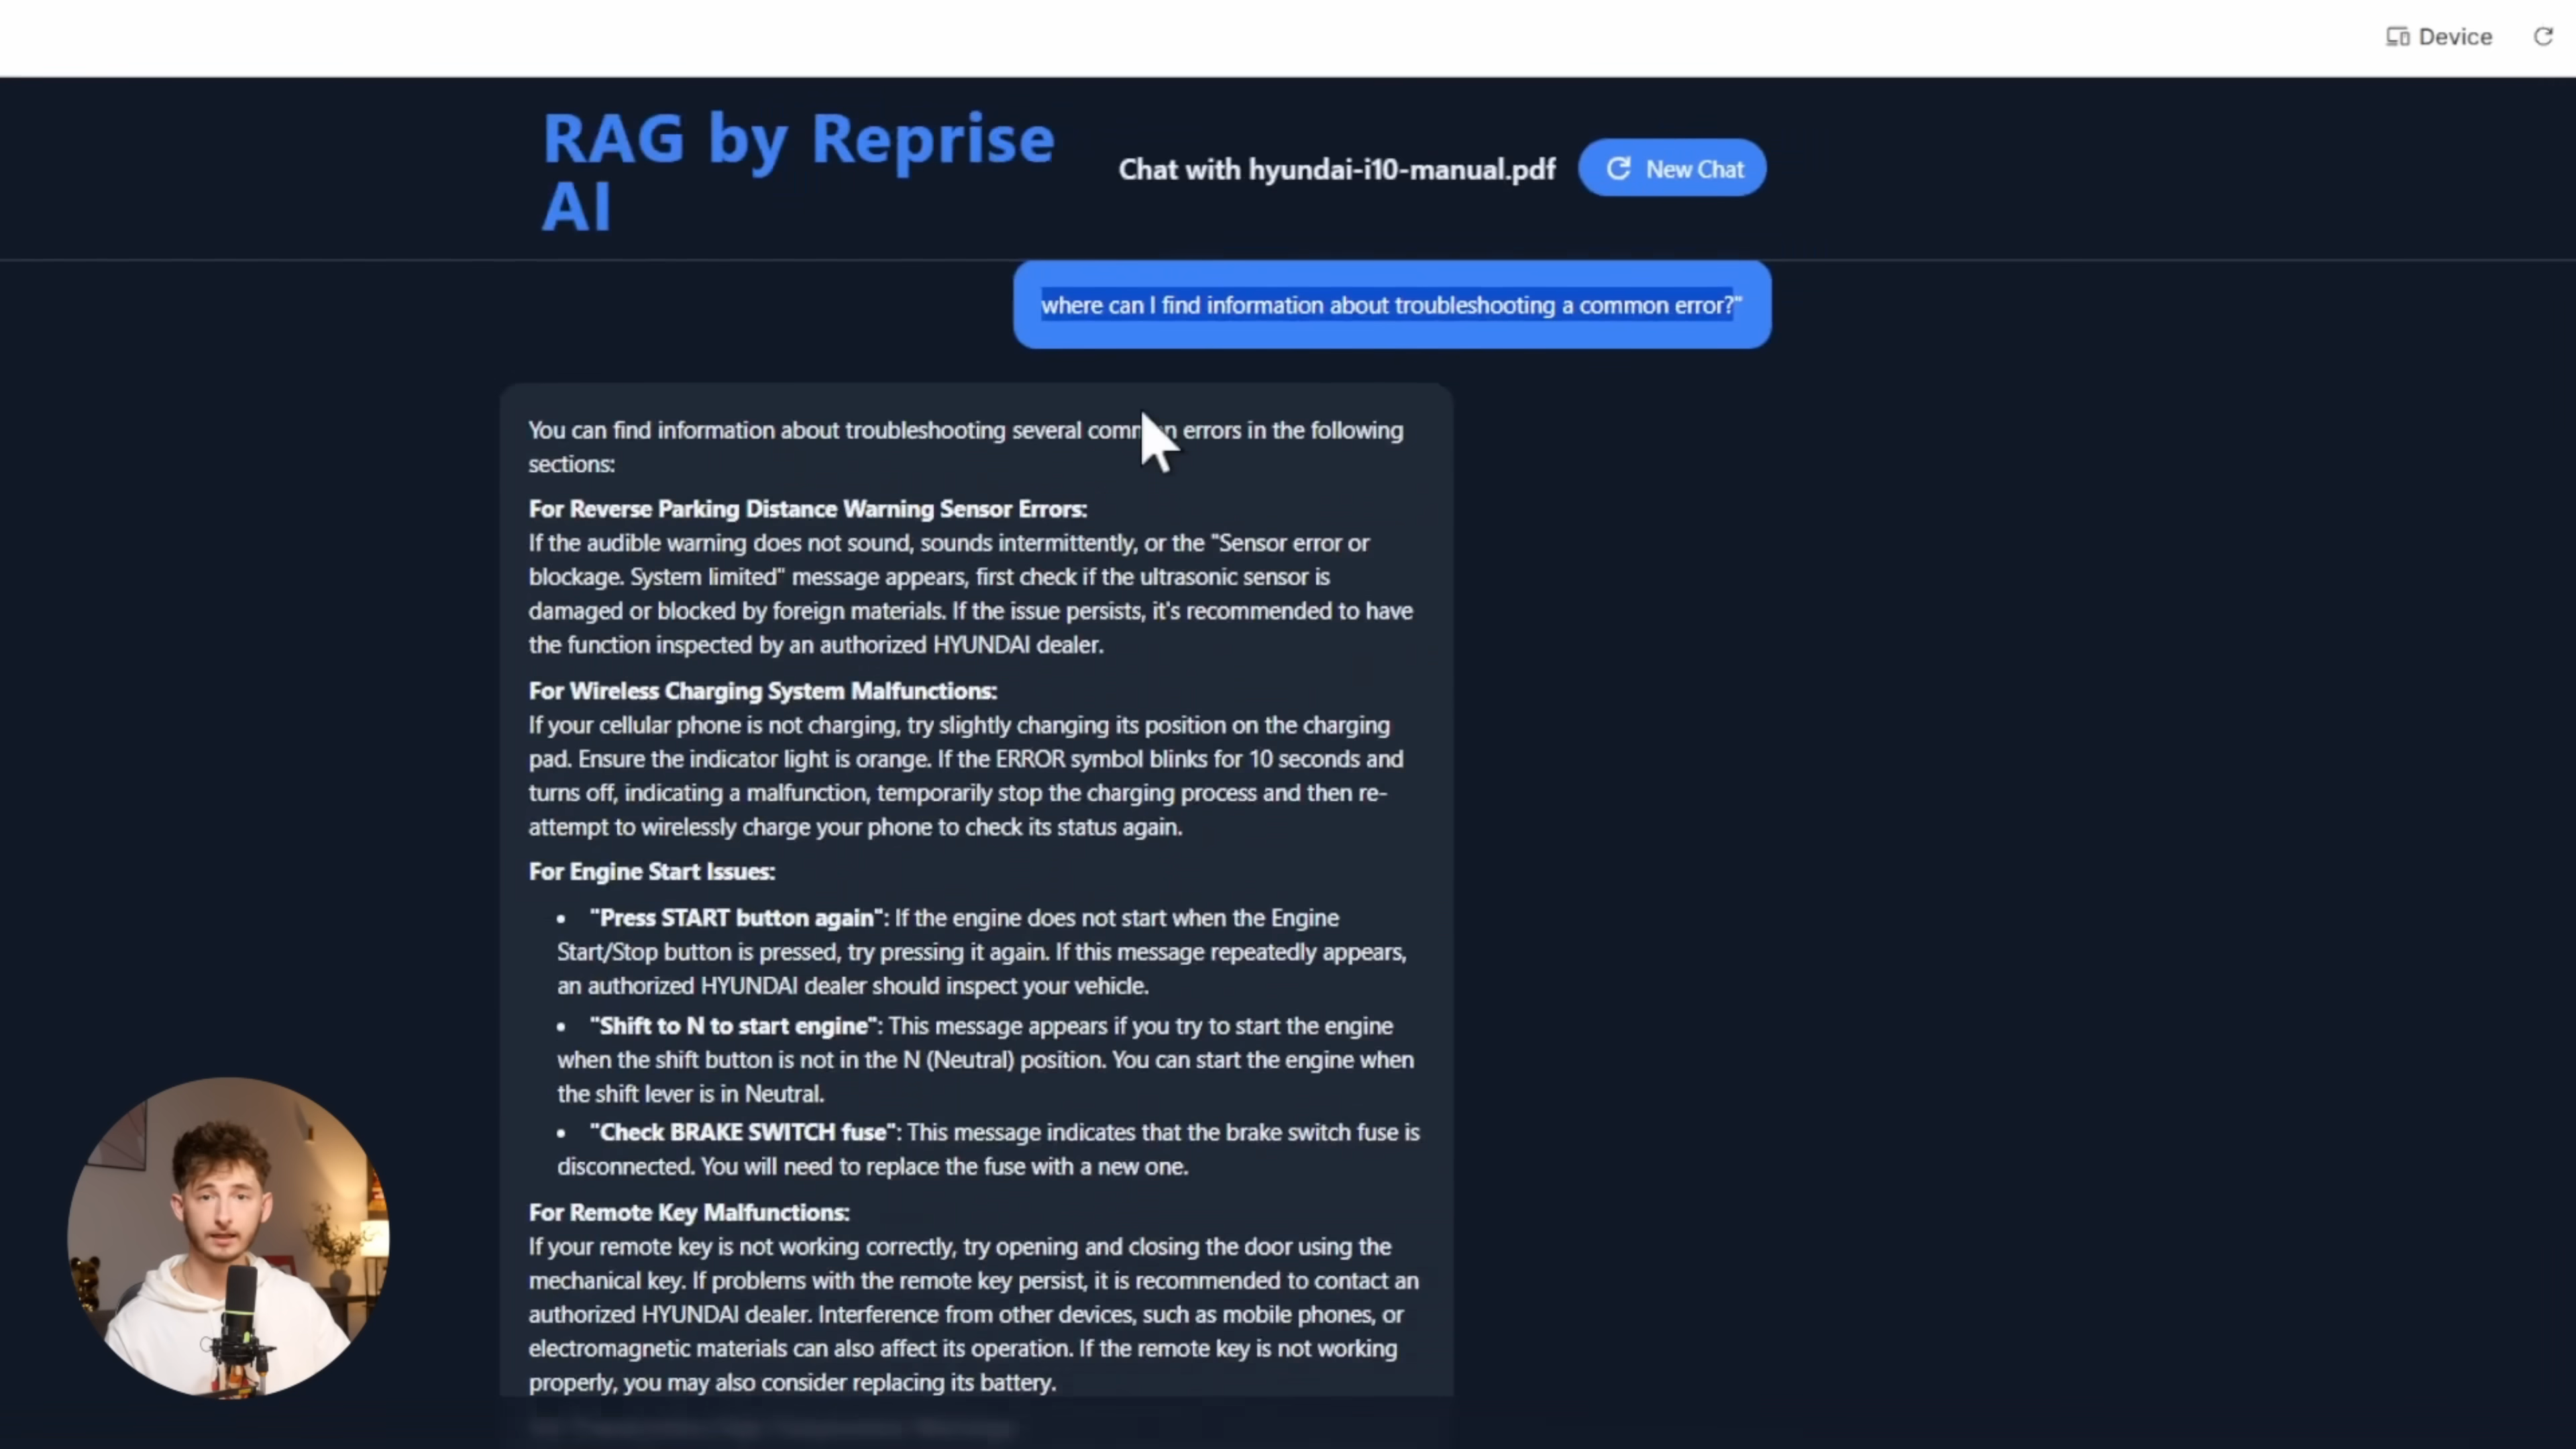 Device
RAG by Reprise
AI
Chat with hyundai-i10-manual.pdf
New Chat
where can I find information about troubleshooting a common error?"
You can find information about troubleshooting several common errors in the following
sections:
For Reverse Parking Distance Warning Sensor Errors:
If the audible warning does not sound, sounds intermittently, or the "Sensor error or
blockage. System limited" message appears, first check if the ultrasonic sensor is
damaged or blocked by foreign materials. If the issue persists, it's recommended to have
the function inspected by an authorized HYUNDAI dealer.
For Wireless Charging System Malfunctions:
If your cellular phone is not charging, try slightly changing its position on the charging
pad. Ensure the indicator light is orange. If the ERROR symbol blinks for 10 seconds and
turns off, indicating a malfunction, temporarily stop the charging process and then re-
attempt to wirelessly charge your phone to check its status again.
For Engine Start Issues:
• "Press START button again": If the engine does not start when the Engine
Start/Stop button is pressed, try pressing it again. If this message repeatedly appears,
an authorized HYUNDAI dealer should inspect your vehicle.
• "Shift to N to start engine": This message appears if you try to start the engine
when the shift button is not in the N (Neutral) position. You can start the engine when
the shift lever is in Neutral.
• "Check BRAKE SWITCH fuse": This message indicates that the brake switch fuse is
disconnected. You will need to replace the fuse with a new one.
For Remote Key Malfunctions:
If your remote key is not working correctly, try opening and closing the door using the
mechanical key. If problems with the remote key persist, it is recommended to contact an
authorized HYUNDAI dealer. Interference from other devices, such as mobile phones, or
electromagnetic materials can also affect its operation. If the remote key is not working
properly, you may also consider replacing its battery.